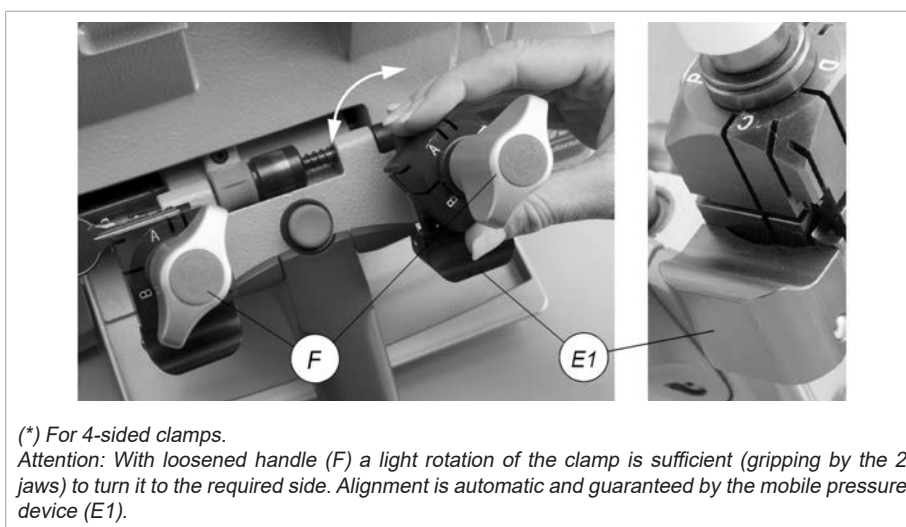 A
B
A
B
F
E1
P
C
D
(*) For 4-sided clamps.
Attention: With loosened handle (F) a light rotation of the clamp is sufficient (gripping by the 2
jaws) to turn it to the required side. Alignment is automatic and guaranteed by the mobile pressure
device (E1).